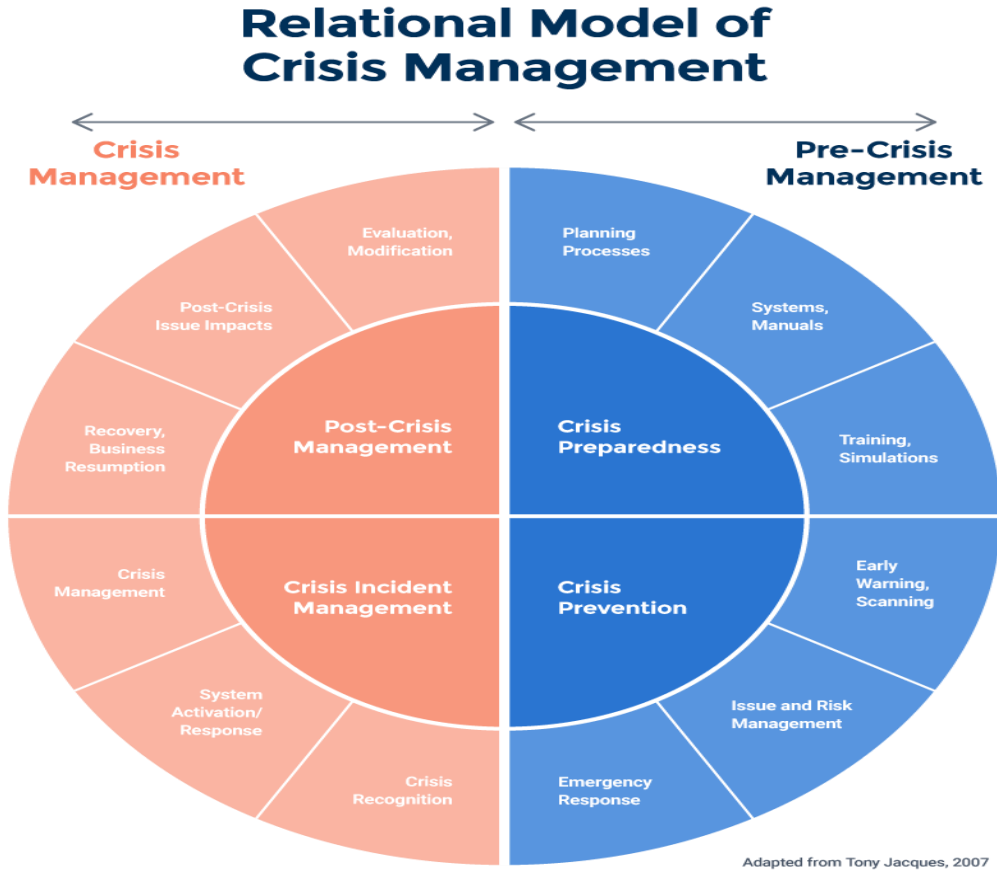 Relational Model of
Crisis Management
Crisis
Management
Pre-Crisis
Management
Evaluation,
Modification
Planning
Processes
Post-Crisis
Issue Impacts
Systems,
Manuals
Recovery,
Business
Resumption
Post-Crisis
Management
Crisis
Preparedness
Training,
Simulations
Crisis
Management
Crisis Incident
Management
Crisis
Prevention
Early
Warning,
Scanning
System
Activation/
Response
Issue and Risk
Management
Crisis
Recognition
Emergency
Response
Adapted from Tony Jacques, 2007